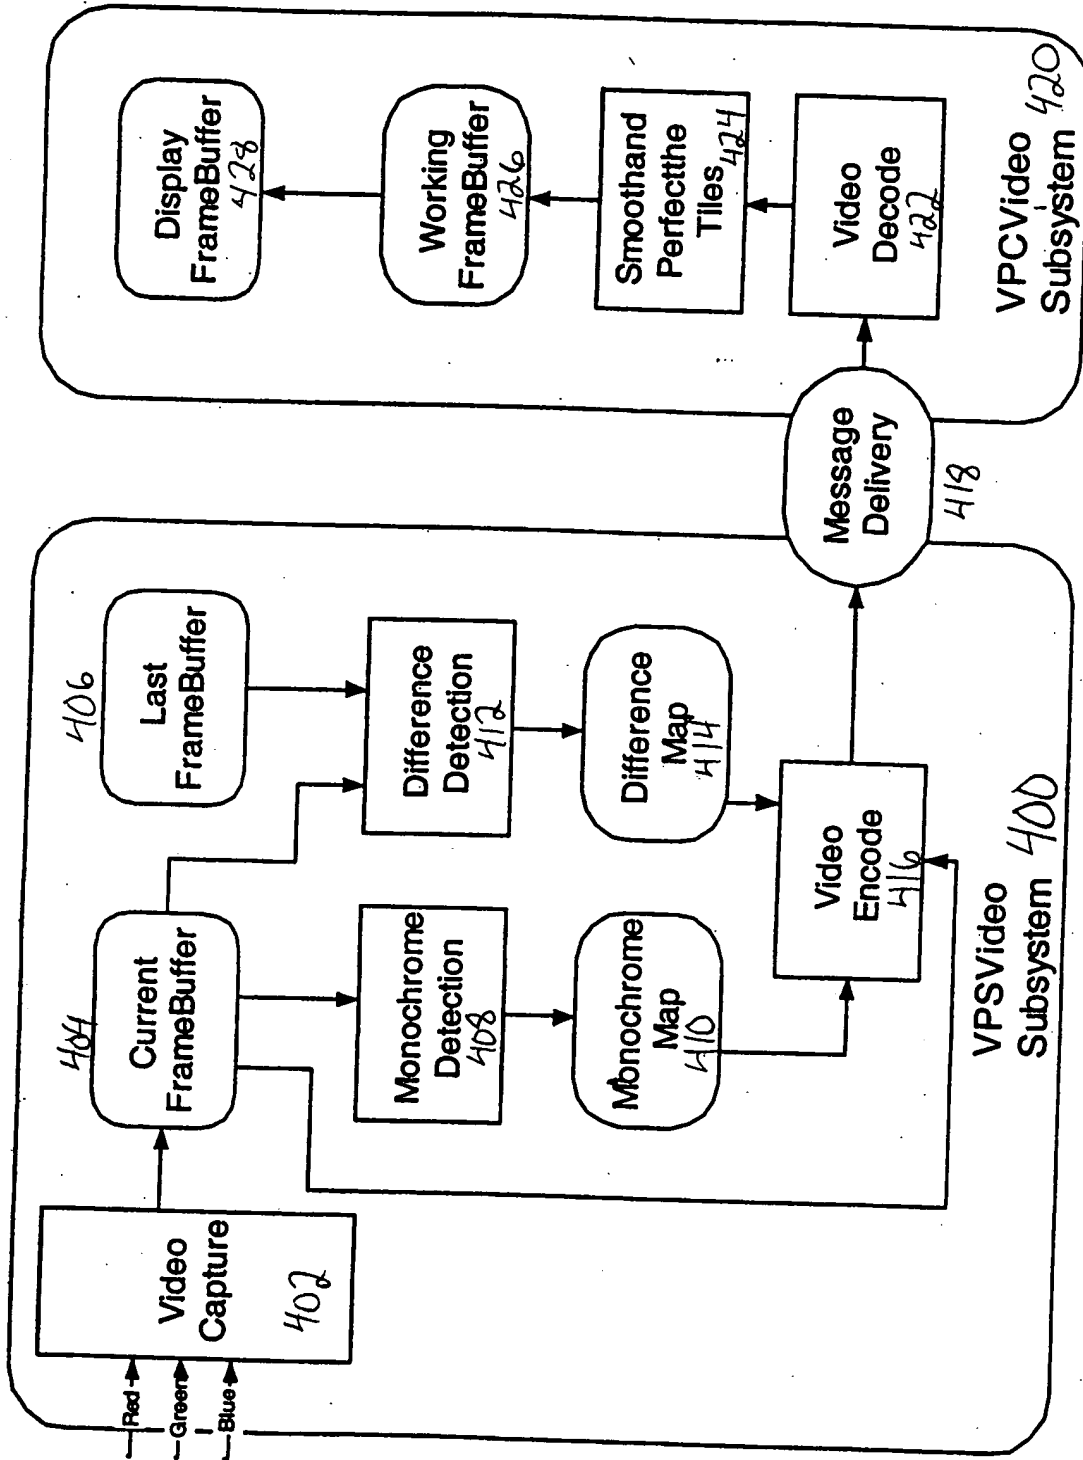 Red
Green
Blue
Video
Capture
402
404
Current
FrameBuffer
406
Last
FrameBuffer
Monochrome
Detection
408
Difference
Detection
412
Monochrome
Map
410
Difference
Map
414
Video
Encode
416
VPSVideo
Subsystem 400
Message
Delivery
418
Display
FrameBuffer
428
Working
FrameBuffer
426
Smoothand
Perfectthe
Tiles 424
Video
Decode
422
VPCVideo
Subsystem 420